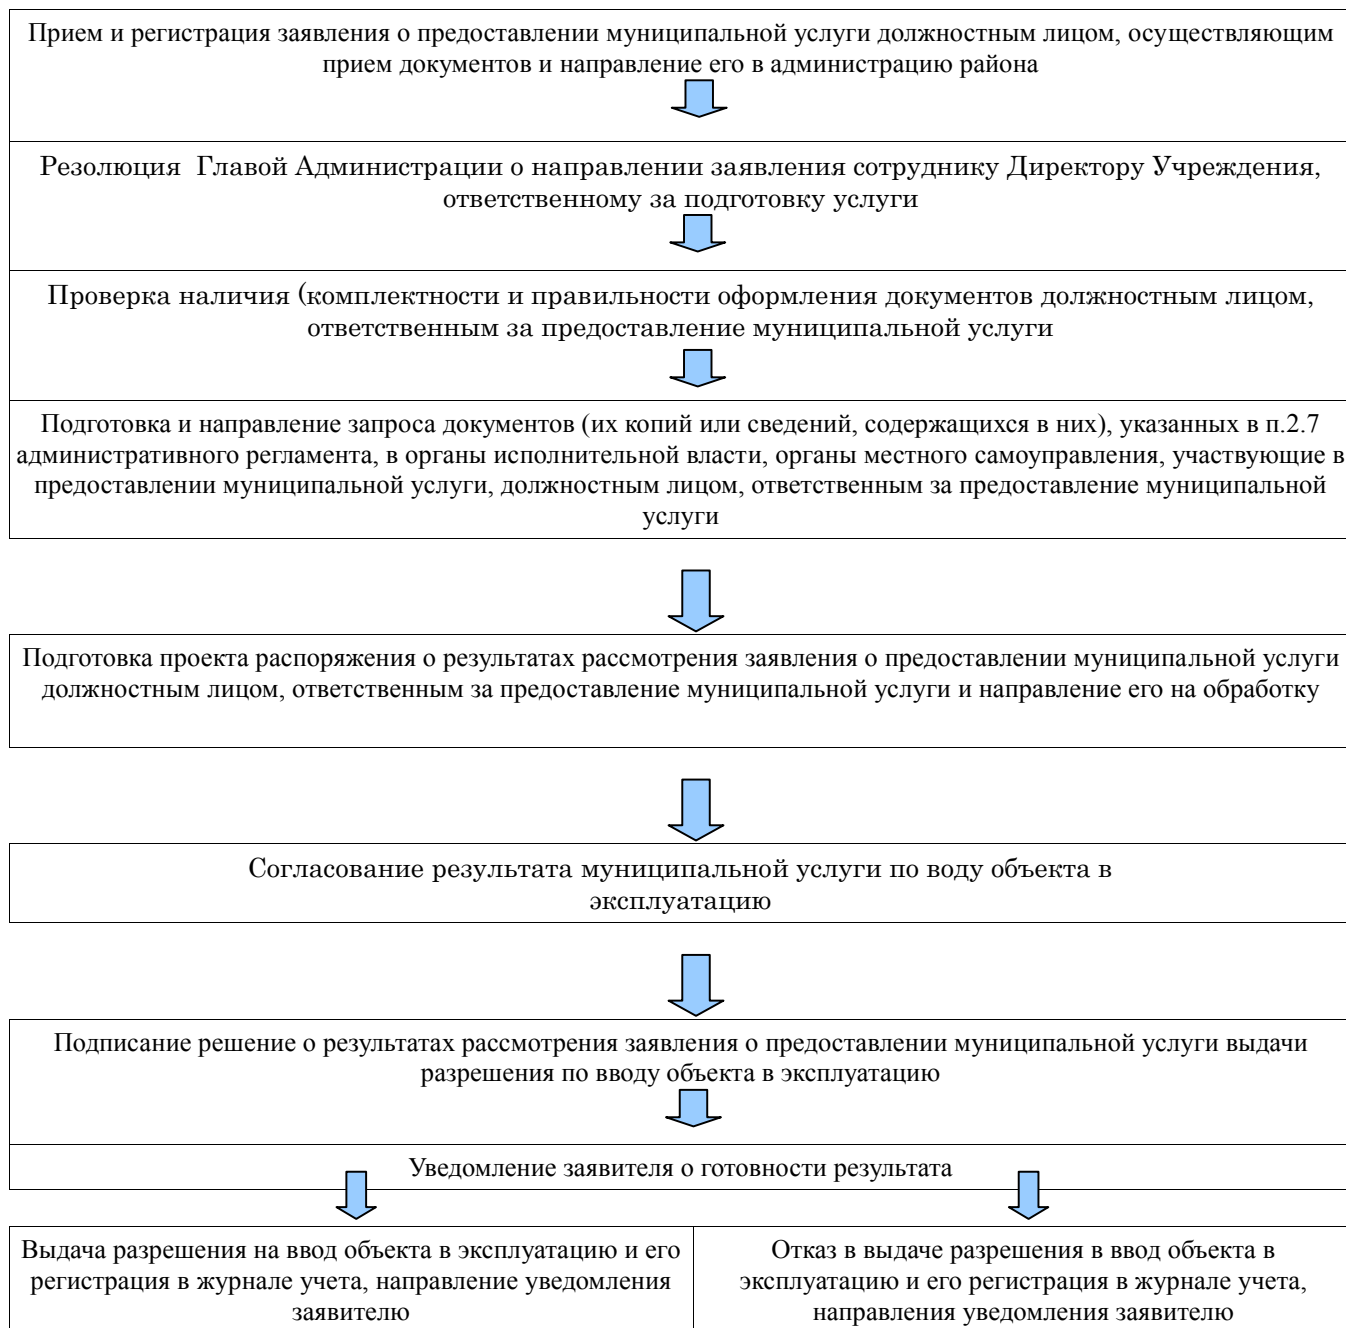 Прием и регистрация заявления о предоставлении муниципальной услуги должностным лицом, осуществляющим
прием документов и направление его в администрацию района
Резолюция Главой Администрации о направлении заявления сотруднику Директору Учреждения,
ответственному за подготовку услуги
Проверка наличия (комплектности и правильности оформления документов должностным лицом,
ответственным за предоставление муниципальной услуги
Подготовка и направление запроса документов (их копий или сведений, содержащихся в них), указанных в п.2.7
административного регламента, в органы исполнительной власти, органы местного самоуправления, участвующие в
предоставлении муниципальной услуги, должностным лицом, ответственным за предоставление муниципальной
услуги
Подготовка проекта распоряжения о результатах рассмотрения заявления о предоставлении муниципальной услуги
должностным лицом, ответственным за предоставление муниципальной услуги и направление его на обработку
Согласование результата муниципальной услуги по воду объекта в
эксплуатацию
Подписание решение о результатах рассмотрения заявления о предоставлении муниципальной услуги выдачи
разрешения по вводу объекта в эксплуатацию
Уведомление заявителя о готовности результата
Выдача разрешения на ввод объекта в эксплуатацию и его
регистрация в журнале учета, направление уведомления
заявителю
Отказ в выдаче разрешения в ввод объекта в
эксплуатацию и его регистрация в журнале учета,
направления уведомления заявителю